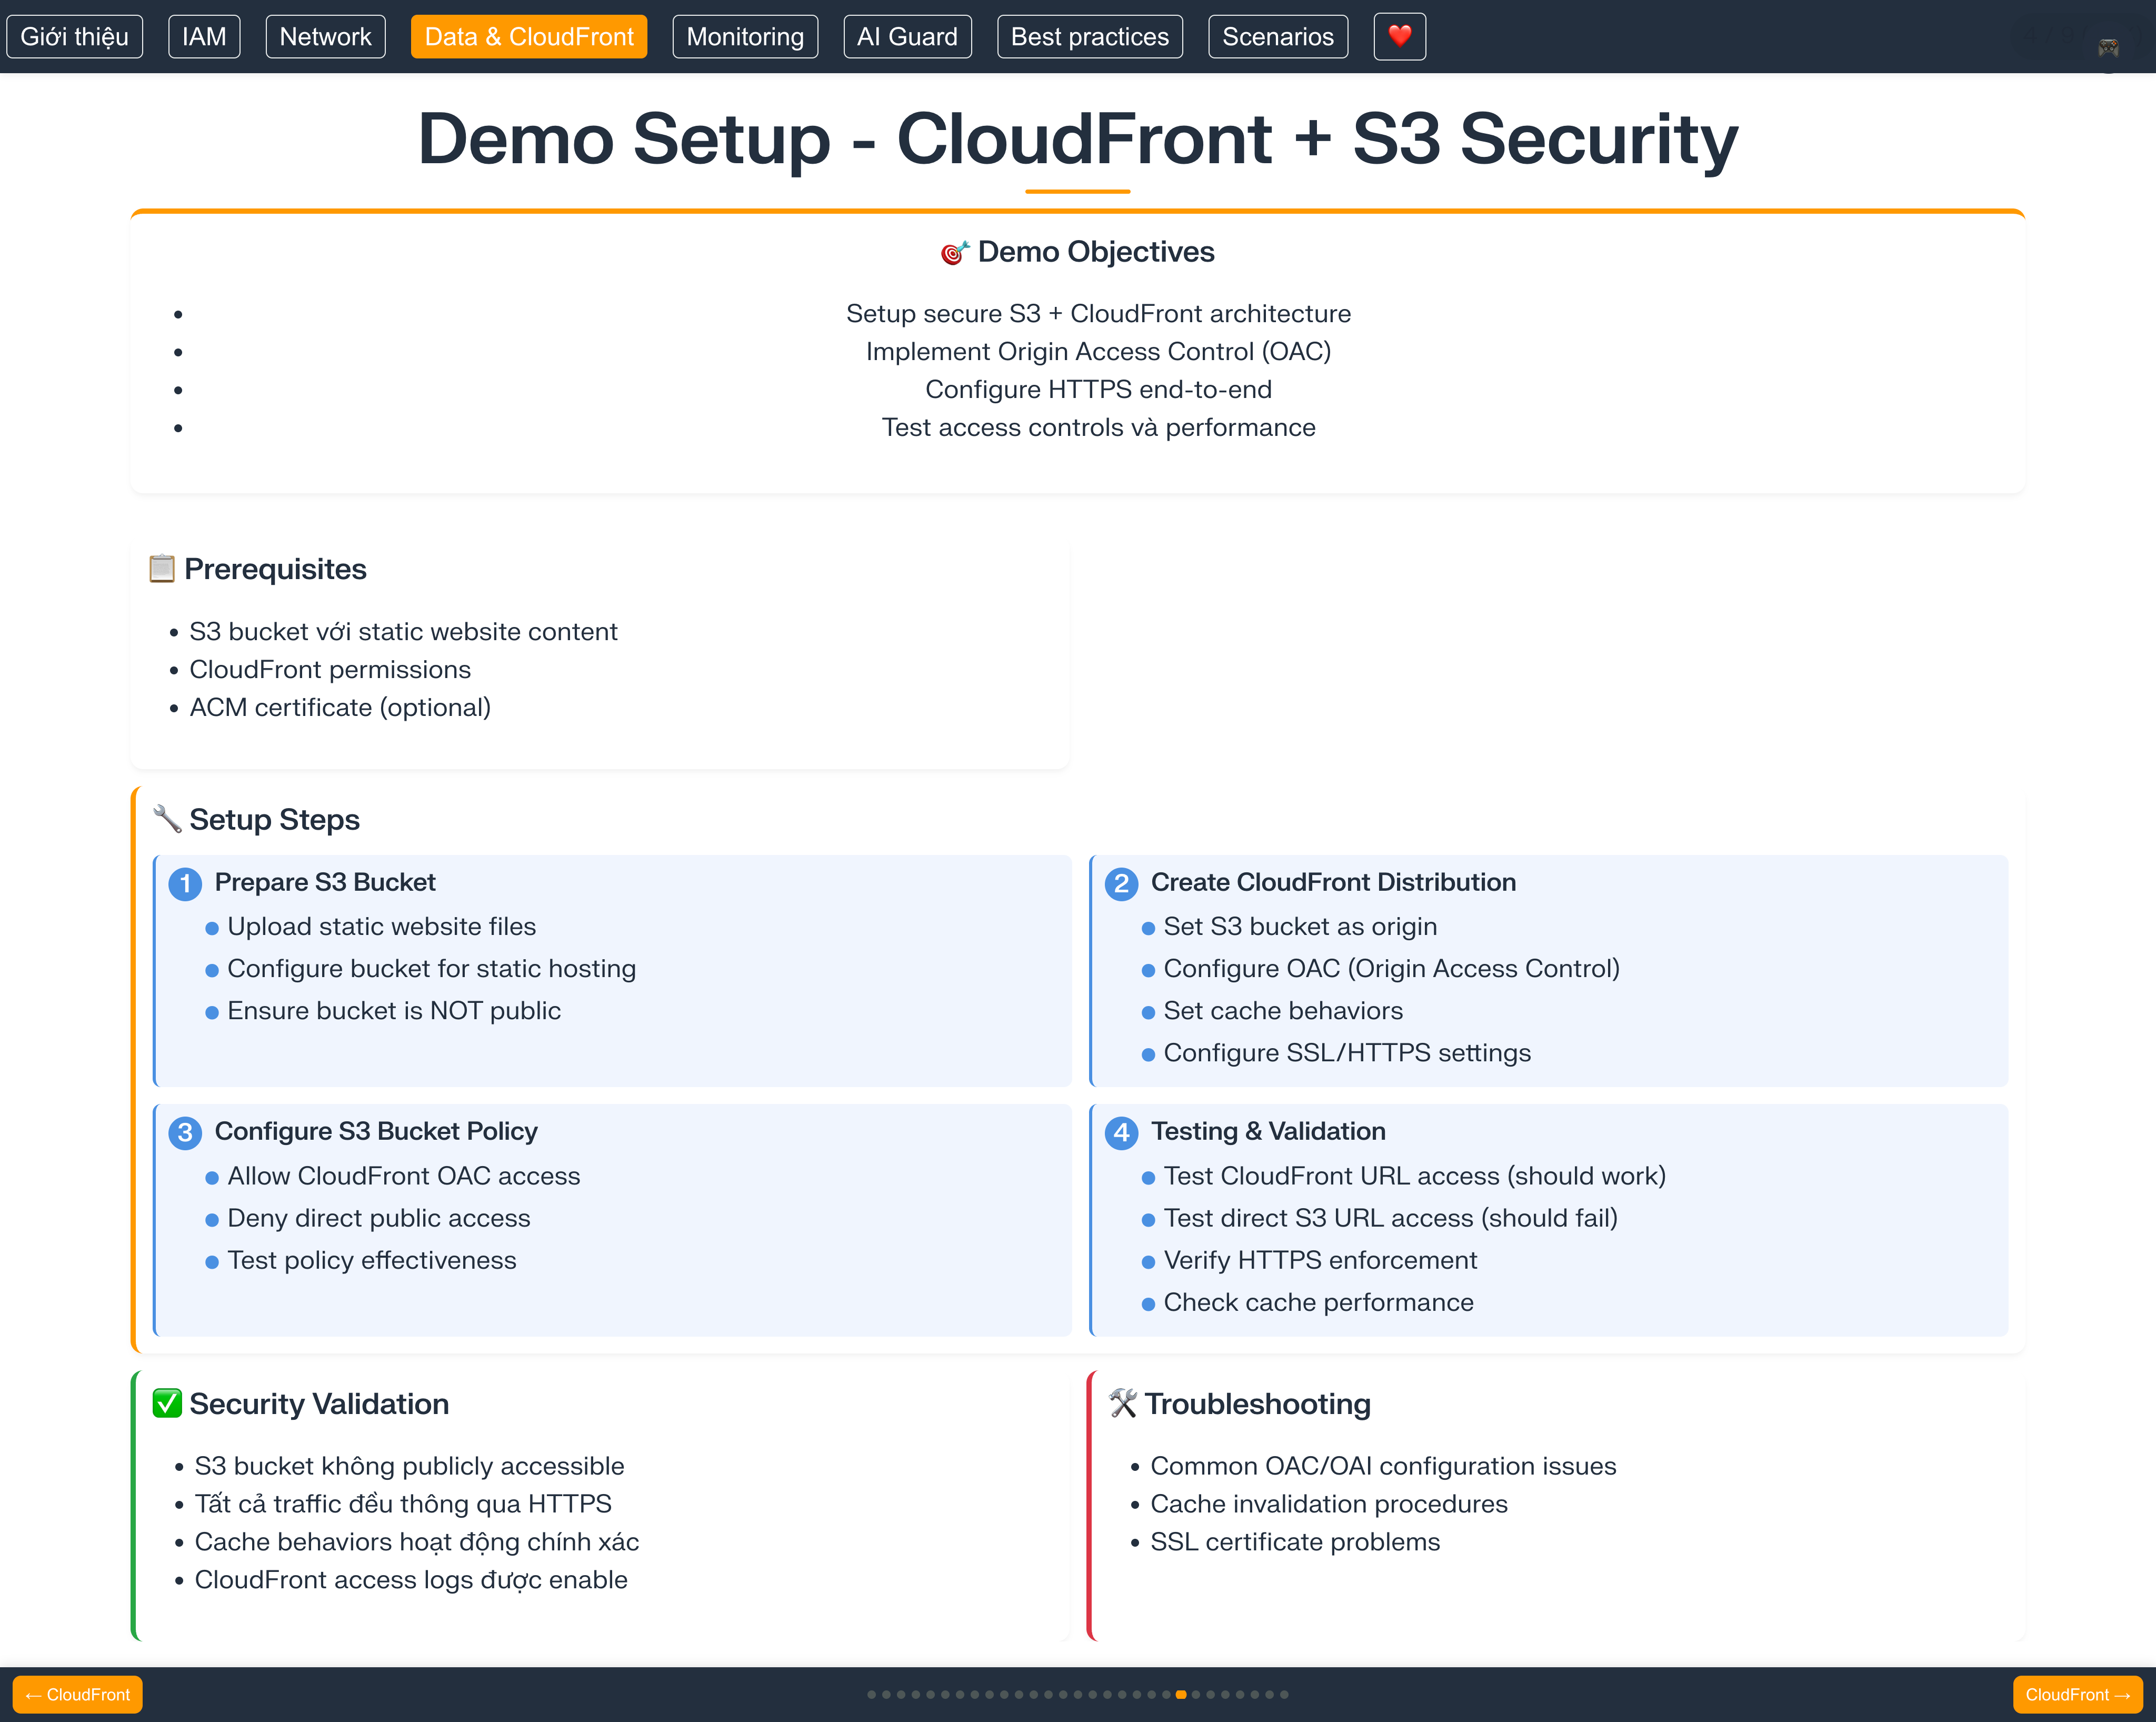 Giới thiệu
IAM
Network
Data & CloudFront
Monitoring
AI Guard
Best practices
Scenarios
Demo Setup - CloudFront + S3 Security
Demo Objectives
Setup secure S3 + CloudFront architecture
Implement Origin Access Control (OAC)
Configure HTTPS end-to-end
Test access controls và performance
Prerequisites
S3 bucket với static website content
CloudFront permissions
ACM certificate (optional)
Setup Steps
1 Prepare S3 Bucket
Upload static website files
Configure bucket for static hosting
Ensure bucket is NOT public
2 Create CloudFront Distribution
Set S3 bucket as origin
Configure OAC (Origin Access Control)
Set cache behaviors
Configure SSL/HTTPS settings
3 Configure S3 Bucket Policy
Allow CloudFront OAC access
Deny direct public access
Test policy effectiveness
4 Testing & Validation
Test CloudFront URL access (should work)
Test direct S3 URL access (should fail)
Verify HTTPS enforcement
Check cache performance
Security Validation
S3 bucket không publicly accessible
Tất cả traffic đều thông qua HTTPS
Cache behaviors hoạt động chính xác
CloudFront access logs được enable
Troubleshooting
Common OAC/OAI configuration issues
Cache invalidation procedures
SSL certificate problems
← CloudFront
CloudFront →